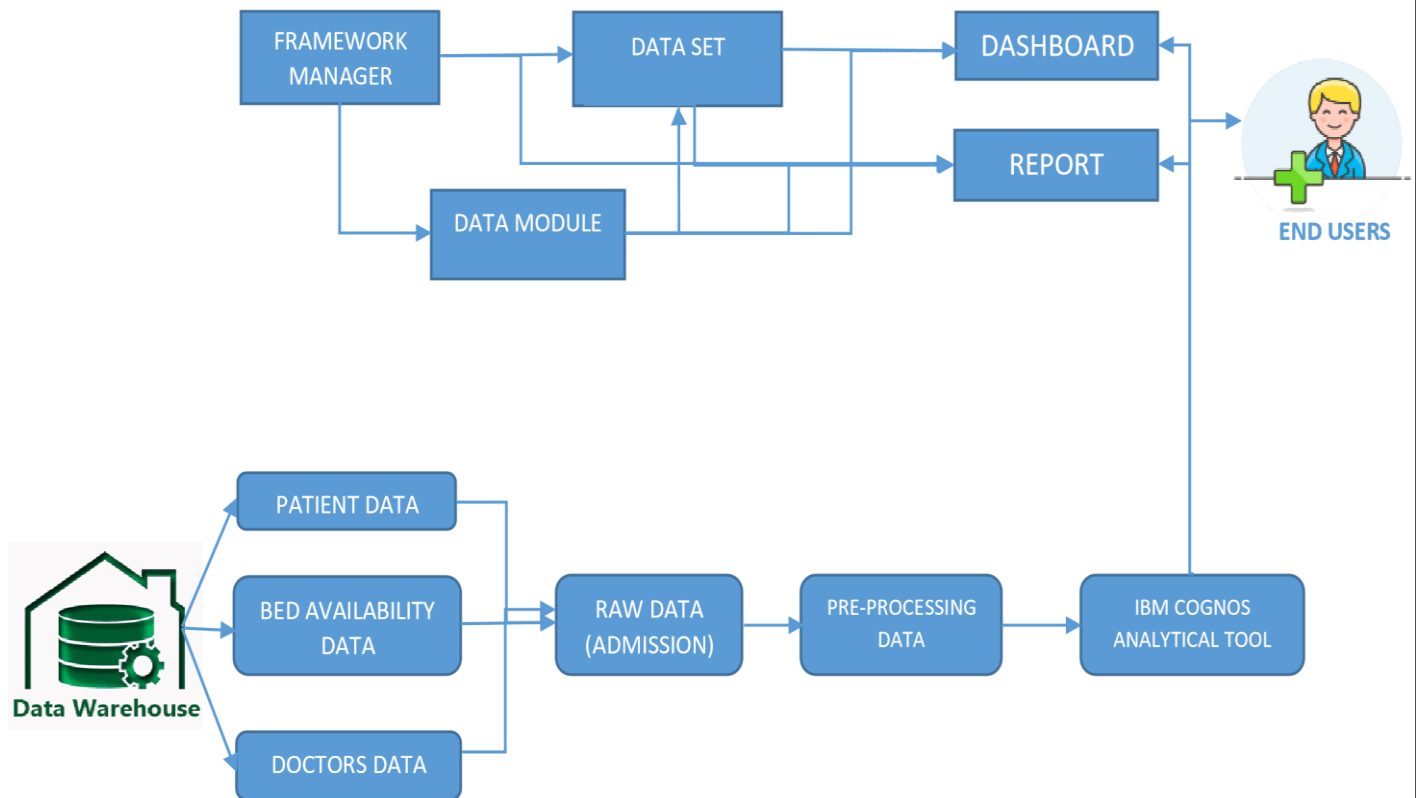 FRAMEWORK
MANAGER
DATA SET
DASHBOARD
REPORT
DATA MODULE
END USERS
PATIENT DATA
BED AVAILABILITY
DATA
RAW DATA
(ADMISSION)
PRE-PROCESSING
DATA
IBM COGNOS
ANALYTICAL TOOL
Data Warehouse
DOCTORS DATA